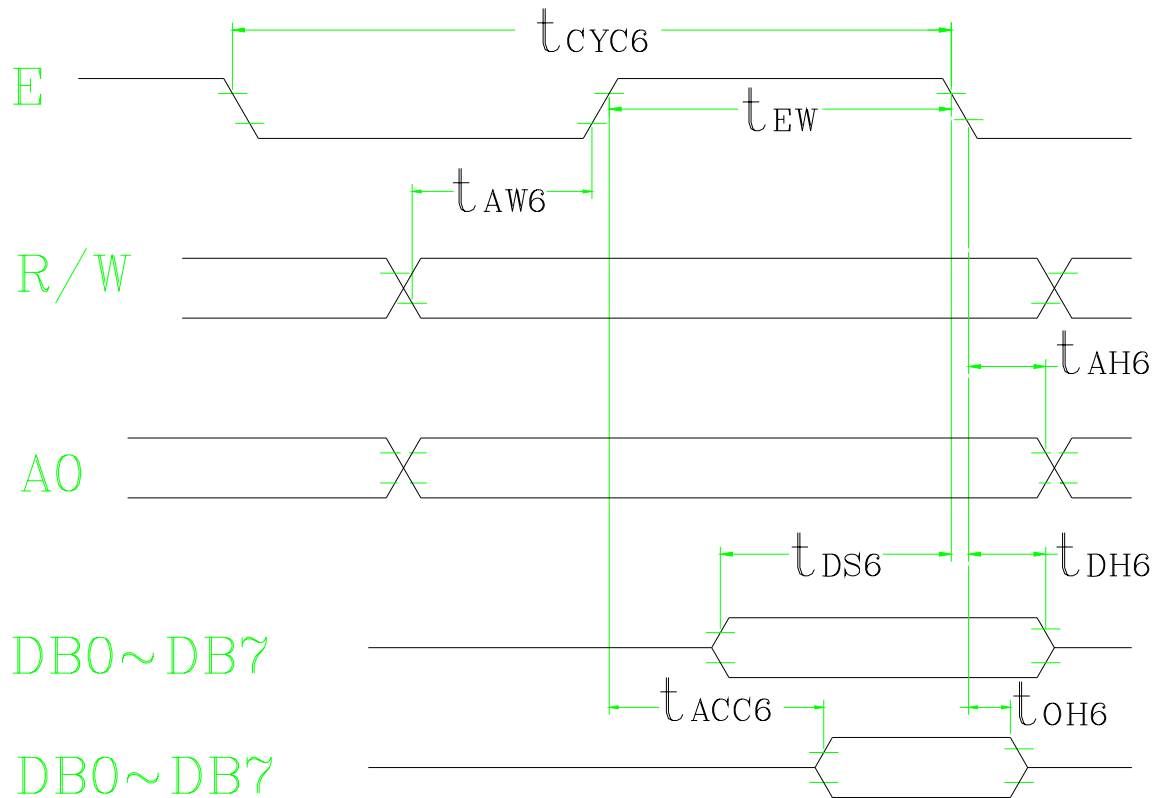 tCYC6
E
tEW
tAW6
R/W
tAH6
A0
tDS6
tDH6
DB0~DB7
tACC6
tOH6
DB0~DB7